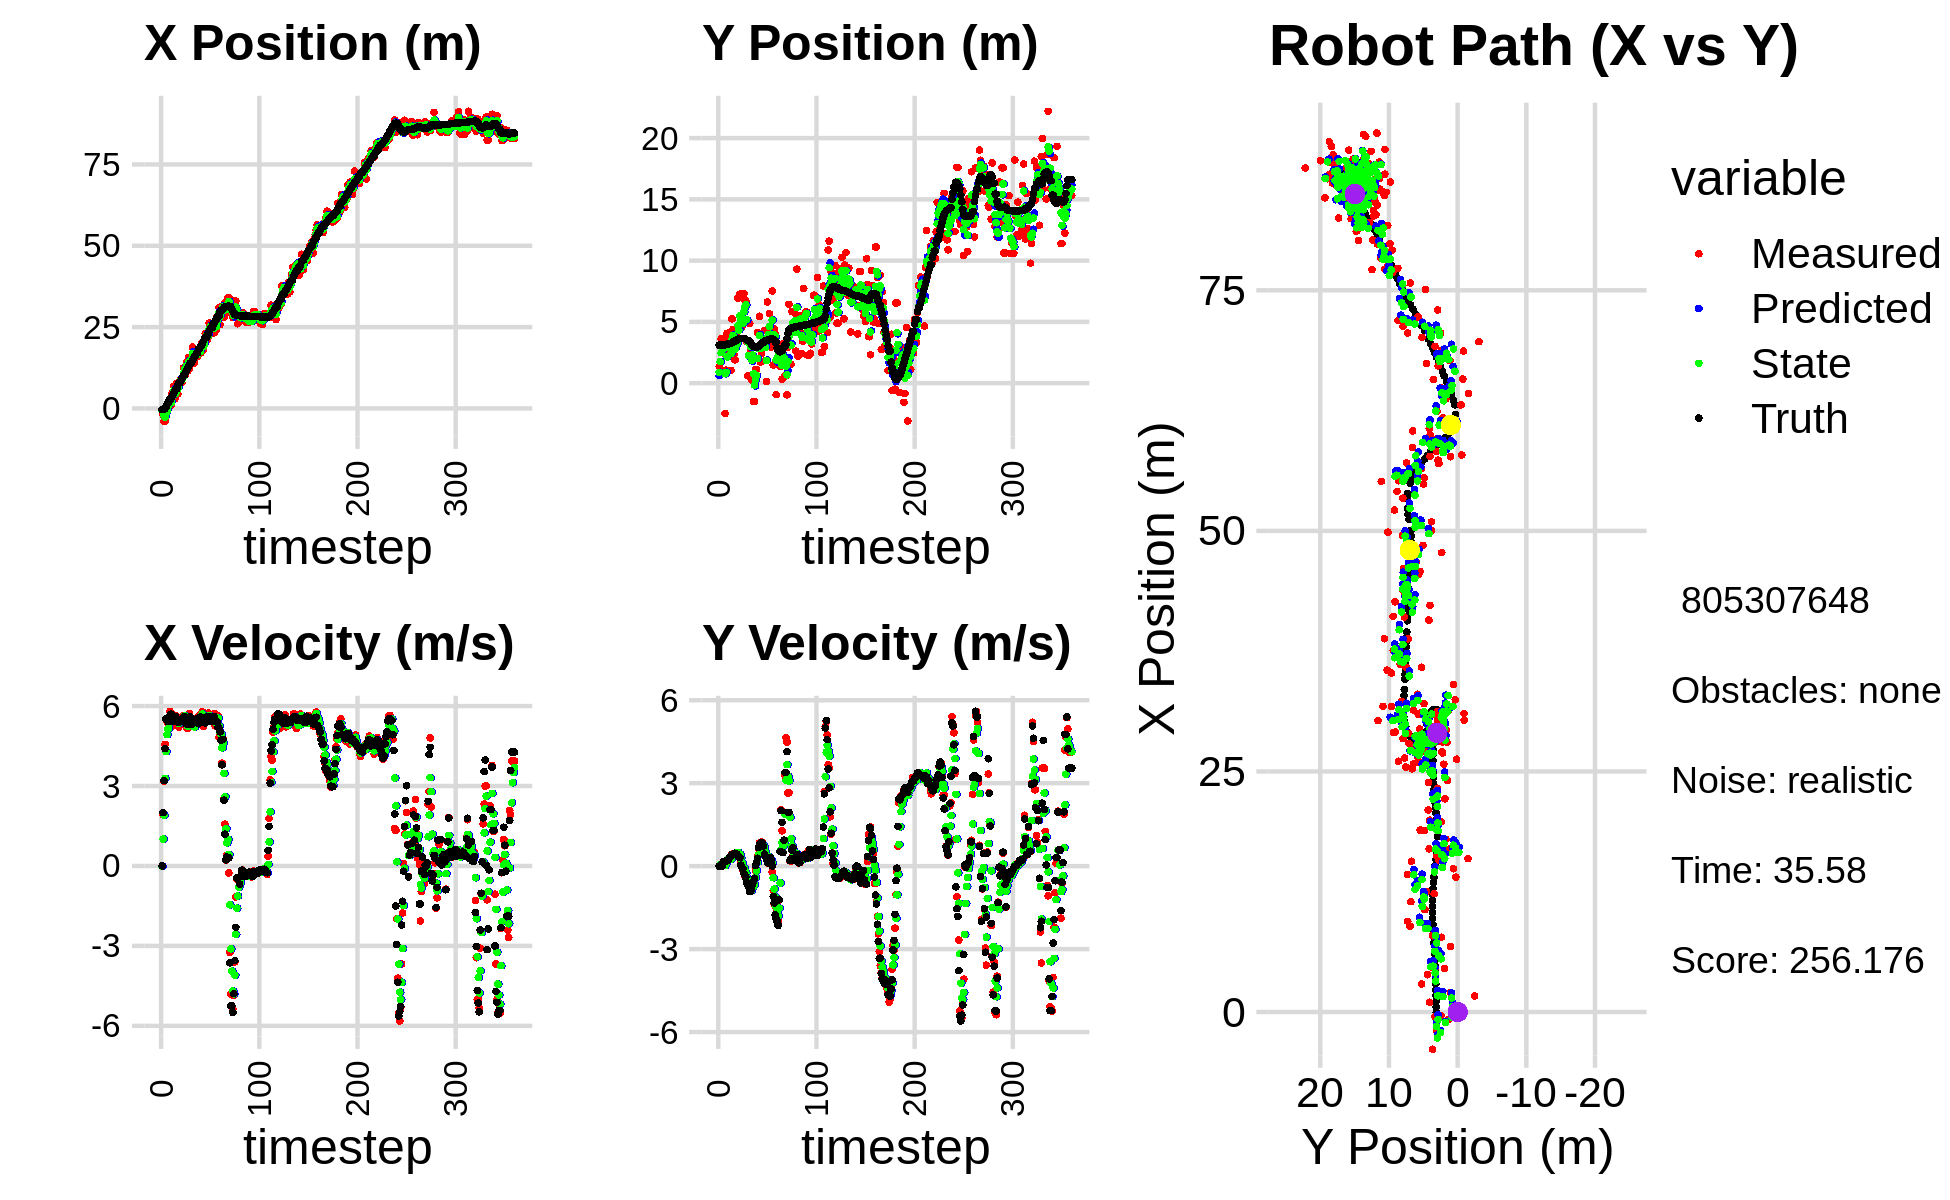 X Position (m)
75
50
25
0
0
100
200
300
timestep
Y Position (m)
20
15
10
5
0
0
100
200
300
timestep
X Velocity (m/s)
6
3
0
-3
-6
0
100
200
300
timestep
Y Velocity (m/s)
6
3
0
-3
-6
0
100
200
300
timestep
Robot Path (X vs Y)
X Position (m)
75
50
25
0
20 10 0 -10 -20
Y Position (m)
variable
Measured
Predicted
State
Truth
805307648
Obstacles: none
Noise: realistic
Time: 35.58
Score: 256.176